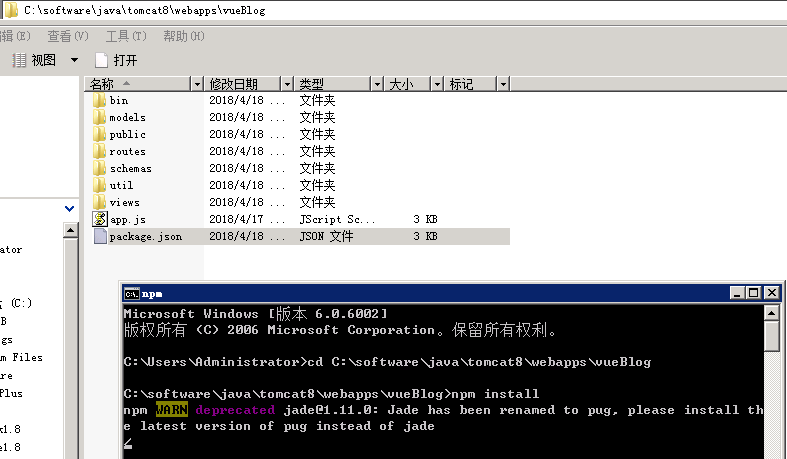 C:\software\java\tomcat8\webapps\vueBlog
编辑(E) 查看(V) 工具(T) 帮助(H)
视图 打开
名称 修改日期 类型 大小 标记
bin 2018/4/18 ... 文件夹
models 2018/4/18 ... 文件夹
public 2018/4/18 ... 文件夹
routes 2018/4/18 ... 文件夹
schemas 2018/4/18 ... 文件夹
util 2018/4/18 ... 文件夹
views 2018/4/18 ... 文件夹
app.js 2018/4/17 ... JScript Sc... 3 KB
package.json 2018/4/18 ... JSON 文件 3 KB
ator
(C:)
B
gs
m Files
re
Plus
x1.8
e1.8
npm
Microsoft Windows [版本 6.0.6002]
版权所有 (C) 2006 Microsoft Corporation。保留所有权利。
C:\Users\Administrator>cd C:\software\java\tomcat8\webapps\vueBlog
C:\software\java\tomcat8\webapps\vueBlog>npm install
npm WARN deprecated jade@1.11.0: Jade has been renamed to pug, please install th
e latest version of pug instead of jade
/